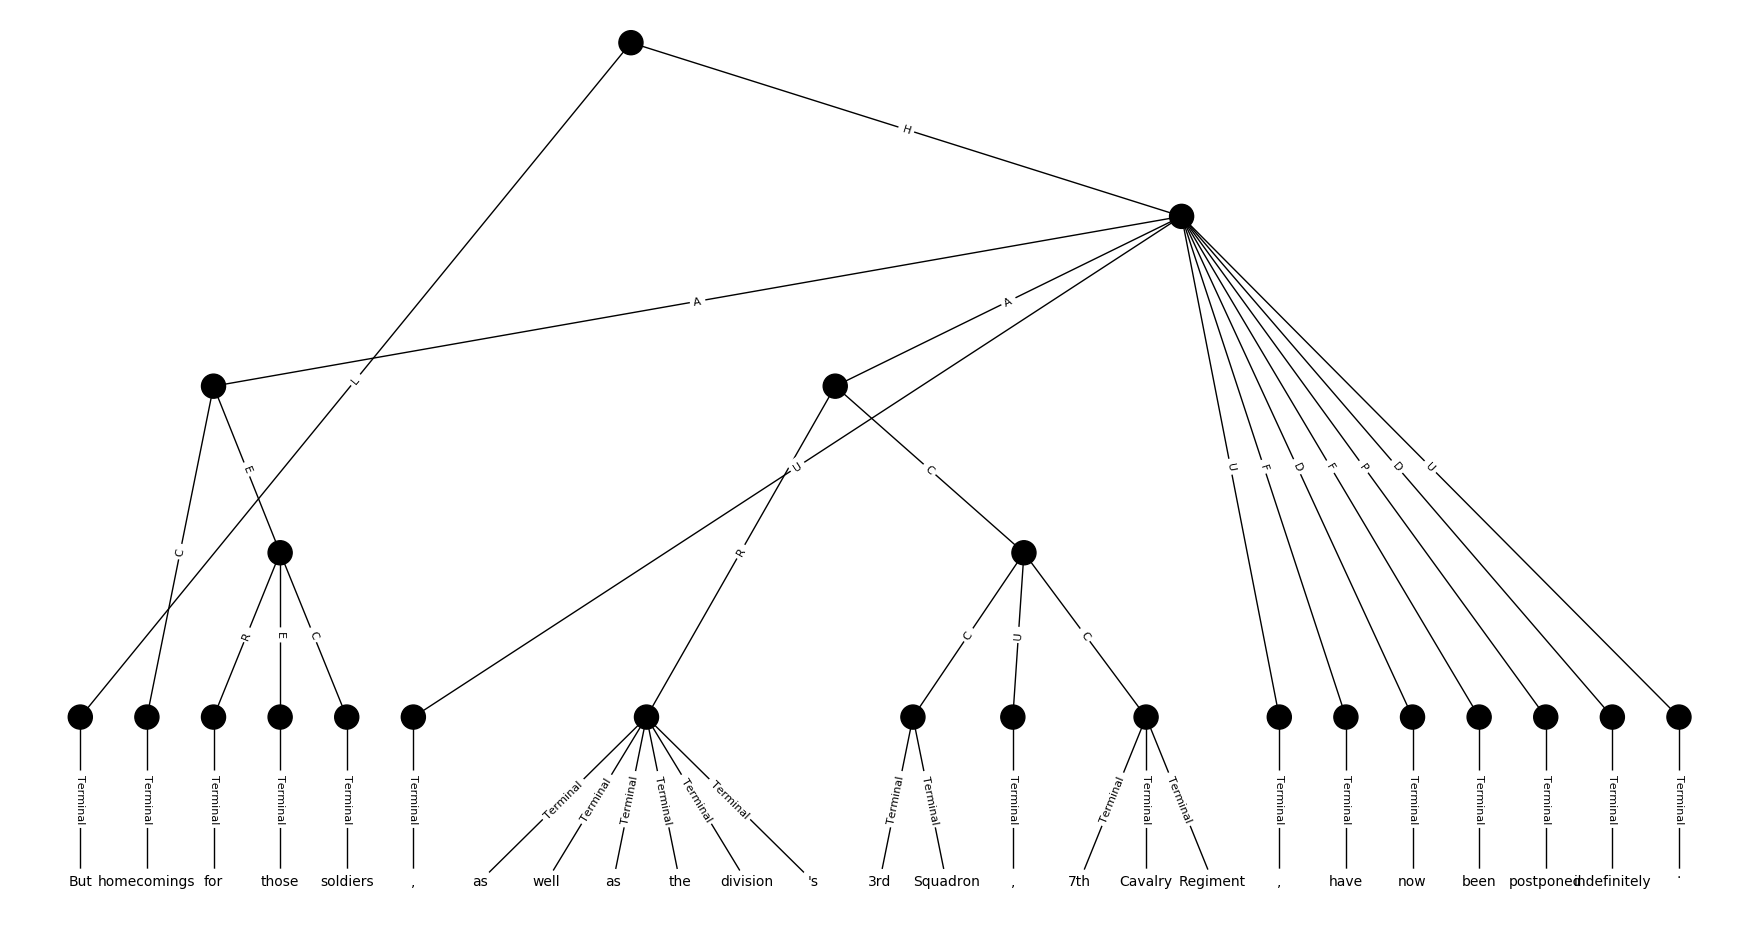 H
A A
L
E U C U F D F P D U
C R
R E C C U C
Terminal Terminal Terminal Terminal Terminal Terminal Terminal Terminal Terminal Terminal Terminal Terminal Terminal Terminal Terminal Terminal Terminal Terminal Terminal Terminal Terminal Terminal Terminal Terminal Terminal
But homecomings for those soldiers , as well as the division 's 3rd Squadron , 7th Cavalry Regiment , have now been postponed indefinitely .